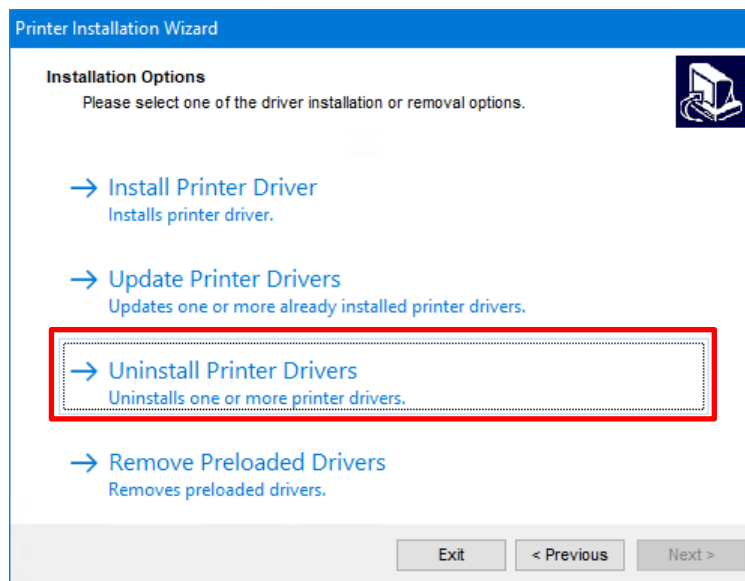 Printer Installation Wizard
Installation Options
Please select one of the driver installation or removal options.
Install Printer Driver
Installs printer driver.
Update Printer Drivers
Updates one or more already installed printer drivers.
Uninstall Printer Drivers
Uninstalls one or more printer drivers.
Remove Preloaded Drivers
Removes preloaded drivers.
Exit
< Previous
Next >